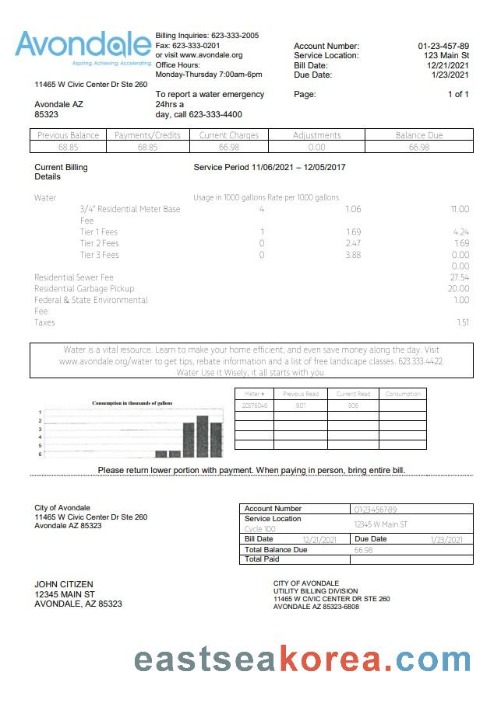 Avondale
Aspiring. Achieving. Accelerating.
Billing Inquiries: 623-333-2005
Fax: 623-333-0201
or visit www.avondale.org
Office Hours:
Monday-Thursday 7:00am-6pm
To report a water emergency
24hrs a
day, call 623-333-4400
11465 W Civic Center Dr Ste 260
Avondale AZ
85323
Account Number: 01-23-457-89
Service Location: 123 Main St
Bill Date: 12/21/2021
Due Date: 1/23/2021
Page: 1 of 1
Previous Balance Payments/Credits Current Charges Adjustments Balance Due
68.85 68.85 66.98 0.00 66.98
Current Billing
Details
Service Period 11/06/2021 – 12/05/2017
Water Usage in 1000 gallons Rate per 1000 gallons
3/4" Residential Meter Base
Fee
4 1.06 11.00
Tier 1 Fees 1 1.69 4.24
Tier 2 Fees 0 2.47 1.69
Tier 3 Fees 0 3.88 0.00
0.00
Residential Sewer Fee 27.54
Residential Garbage Pickup 20.00
Federal & State Environmental 1.00
Fee
Taxes 1.51
Water is a vital resource. Learn to make your home efficient, and even save money along the day. Visit
www.avondale.org/water to get tips, rebate information and a list of free landscape classes. 623 333 4422
Water Use it Wisely, it all starts with you.
Consumption in thousands of gallons
1
2
3
4
5
6
Meter # Previous Read Current Read Consumption
Please return lower portion with payment. When paying in person, bring entire bill.
City of Avondale
11465 W Civic Center Dr Ste 260
Avondale AZ 85323
Account Number 0123456789
Service Location 12345 W Main ST
Cycle 100
Bill Date 12/21/2021 Due Date 1/23/2021
Total Balance Due 66.98
Total Paid
JOHN CITIZEN
12345 MAIN ST
AVONDALE, AZ 85323
CITY OF AVONDALE
UTILITY BILLING DIVISION
11465 W CIVIC CENTER DR STE 260
AVONDALE AZ 85323-6808
eastseakorea.com